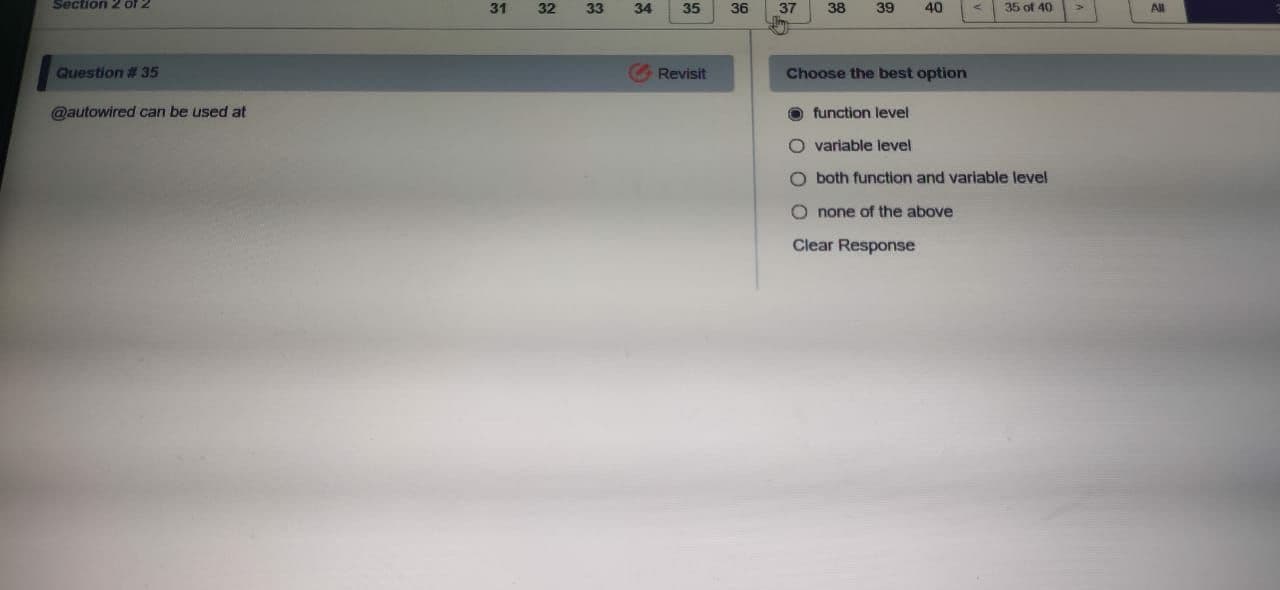 Section 2 of 2
31 32 33 34 35 36 37 38 39 40 < 35 of 40 > All
Question # 35
Revisit
@autowired can be used at
Choose the best option
function level
variable level
both function and variable level
none of the above
Clear Response